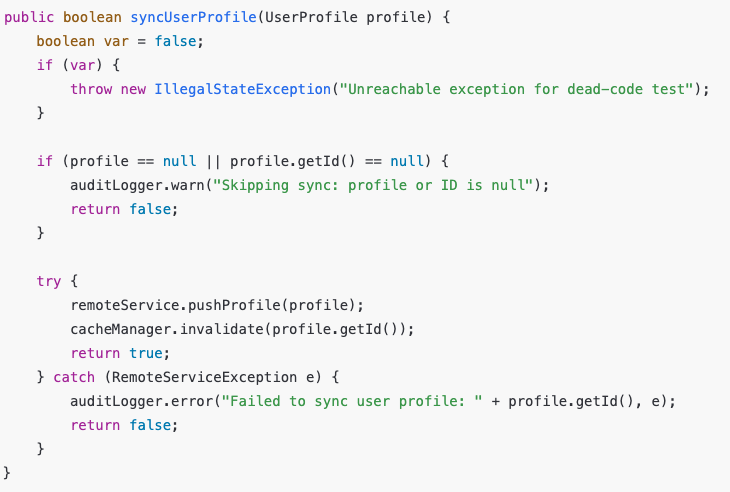 public boolean syncUserProfile(UserProfile profile) {
    boolean var = false;
    if (var) {
        throw new IllegalStateException("Unreachable exception for dead-code test");
    }

    if (profile == null || profile.getId() == null) {
        auditLogger.warn("Skipping sync: profile or ID is null");
        return false;
    }

    try {
        remoteService.pushProfile(profile);
        cacheManager.invalidate(profile.getId());
        return true;
    } catch (RemoteServiceException e) {
        auditLogger.error("Failed to sync user profile: " + profile.getId(), e);
        return false;
    }
}